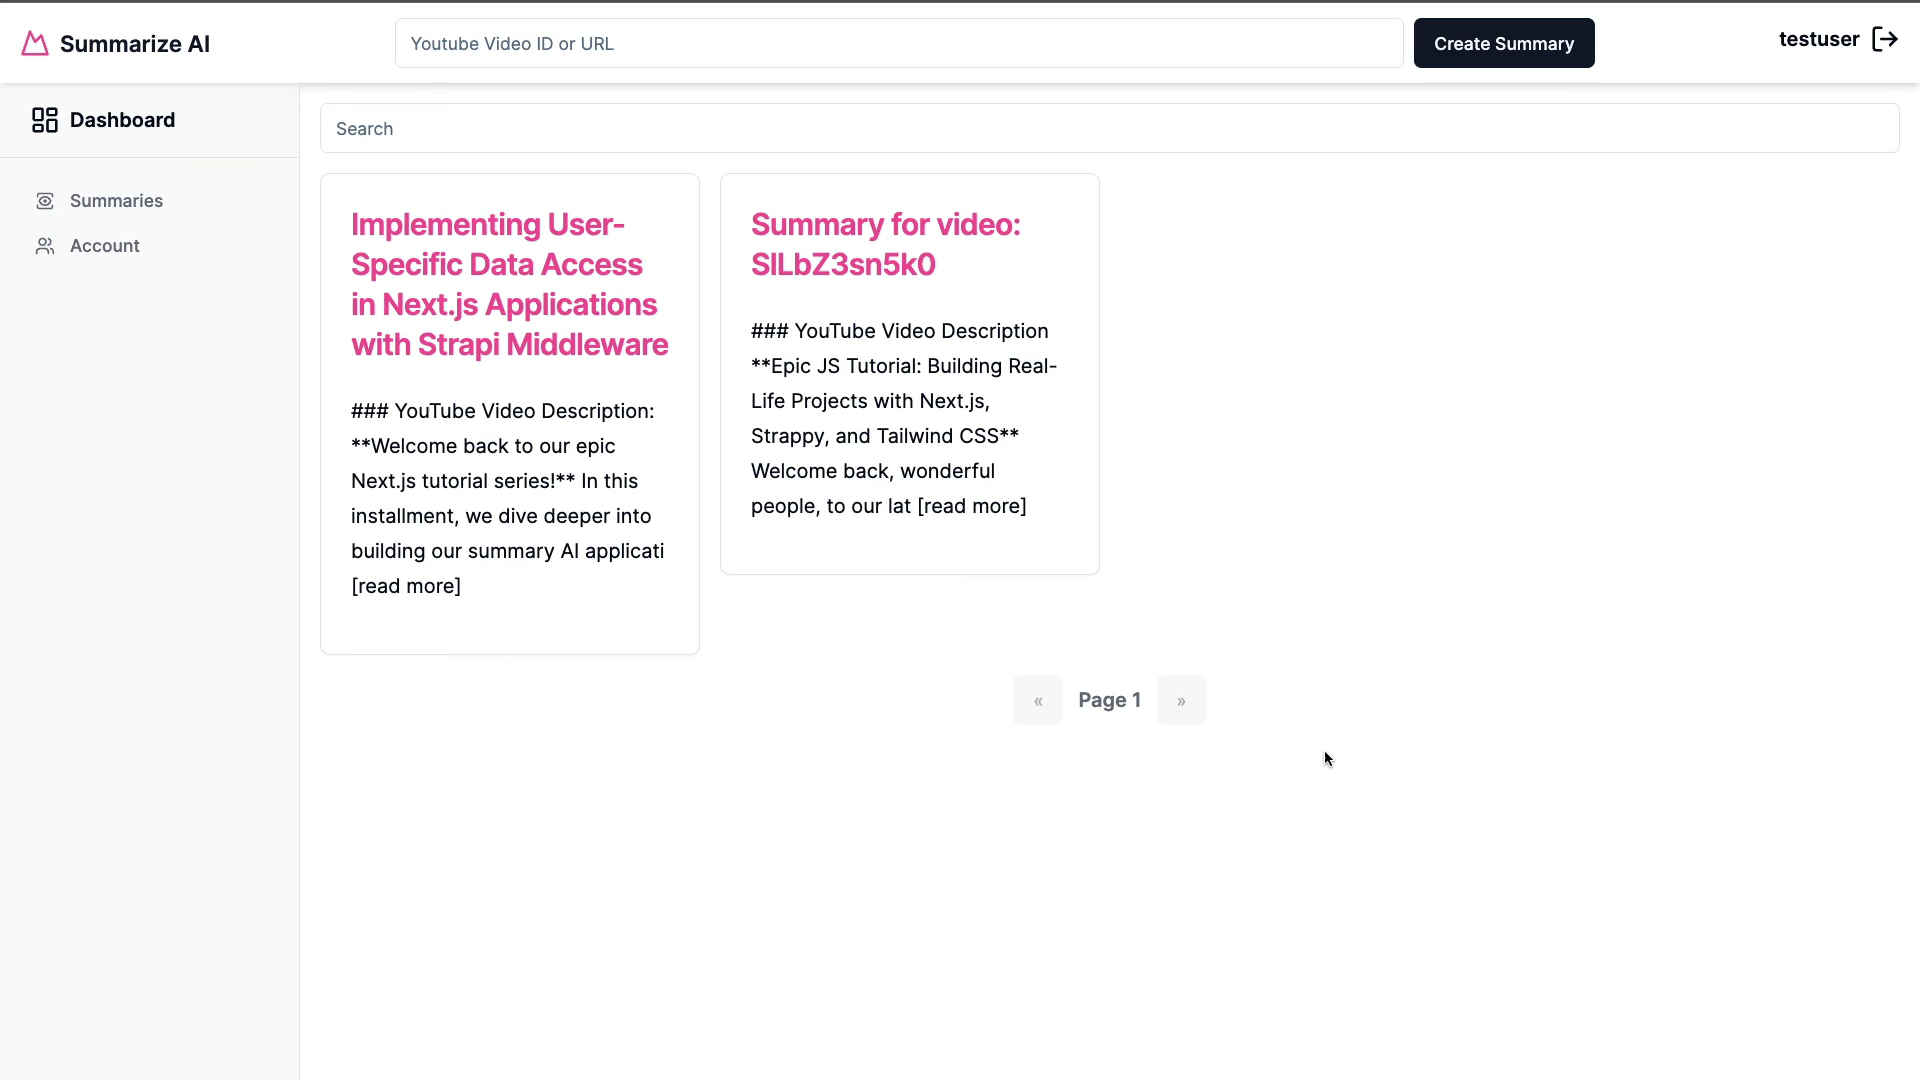 Summarize AI
Youtube Video ID or URL
Create Summary
testuser
Dashboard
Summaries
Account
Search
Implementing User-
Specific Data Access
in Next.js Applications
with Strapi Middleware
### YouTube Video Description:
**Welcome back to our epic
Next.js tutorial series!** In this
installment, we dive deeper into
building our summary AI applicati
[read more]
Summary for video:
SlLbZ3sn5k0
### YouTube Video Description
**Epic JS Tutorial: Building Real-
Life Projects with Next.js,
Strappy, and Tailwind CSS**
Welcome back, wonderful
people, to our lat [read more]
« Page 1 »